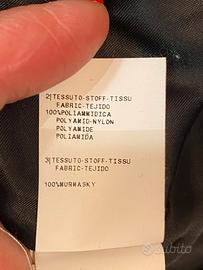 2)TESSUTO-STOFF-TISSU
FABRIC-TEJIDO
100%POLIAMMIDICA
POLYAMID-NYLON
POLYAMIDE
POLIAMIDA
3)TESSUTO-STOFF-TISSU
FABRIC-TEJIDO
100%MURMASKY
subito